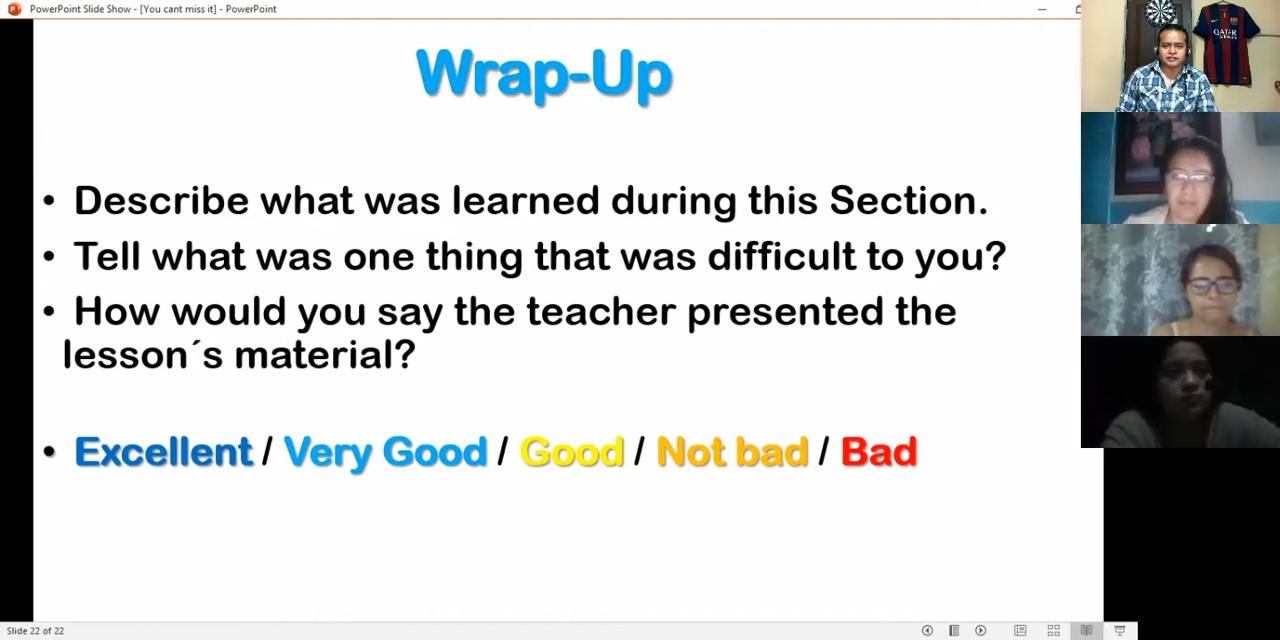 PowerPoint Slide Show - [You cant miss it] - PowerPoint
Wrap-Up
• Describe what was learned during this Section.
• Tell what was one thing that was difficult to you?
• How would you say the teacher presented the
lesson´s material?
• Excellent / Very Good / Good / Not bad / Bad
Slide 22 of 22
QATAR